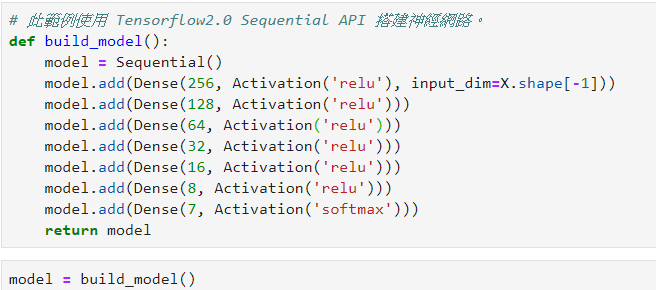 # 此範例使用 Tensorflow2.0 Sequential API 搭建神經網路。
def build_model():
    model = Sequential()
    model.add(Dense(256, Activation('relu'), input_dim=X.shape[-1]))
    model.add(Dense(128, Activation('relu')))
    model.add(Dense(64, Activation('relu')))
    model.add(Dense(32, Activation('relu')))
    model.add(Dense(16, Activation('relu')))
    model.add(Dense(8, Activation('relu')))
    model.add(Dense(7, Activation('softmax')))
    return model
model = build_model()